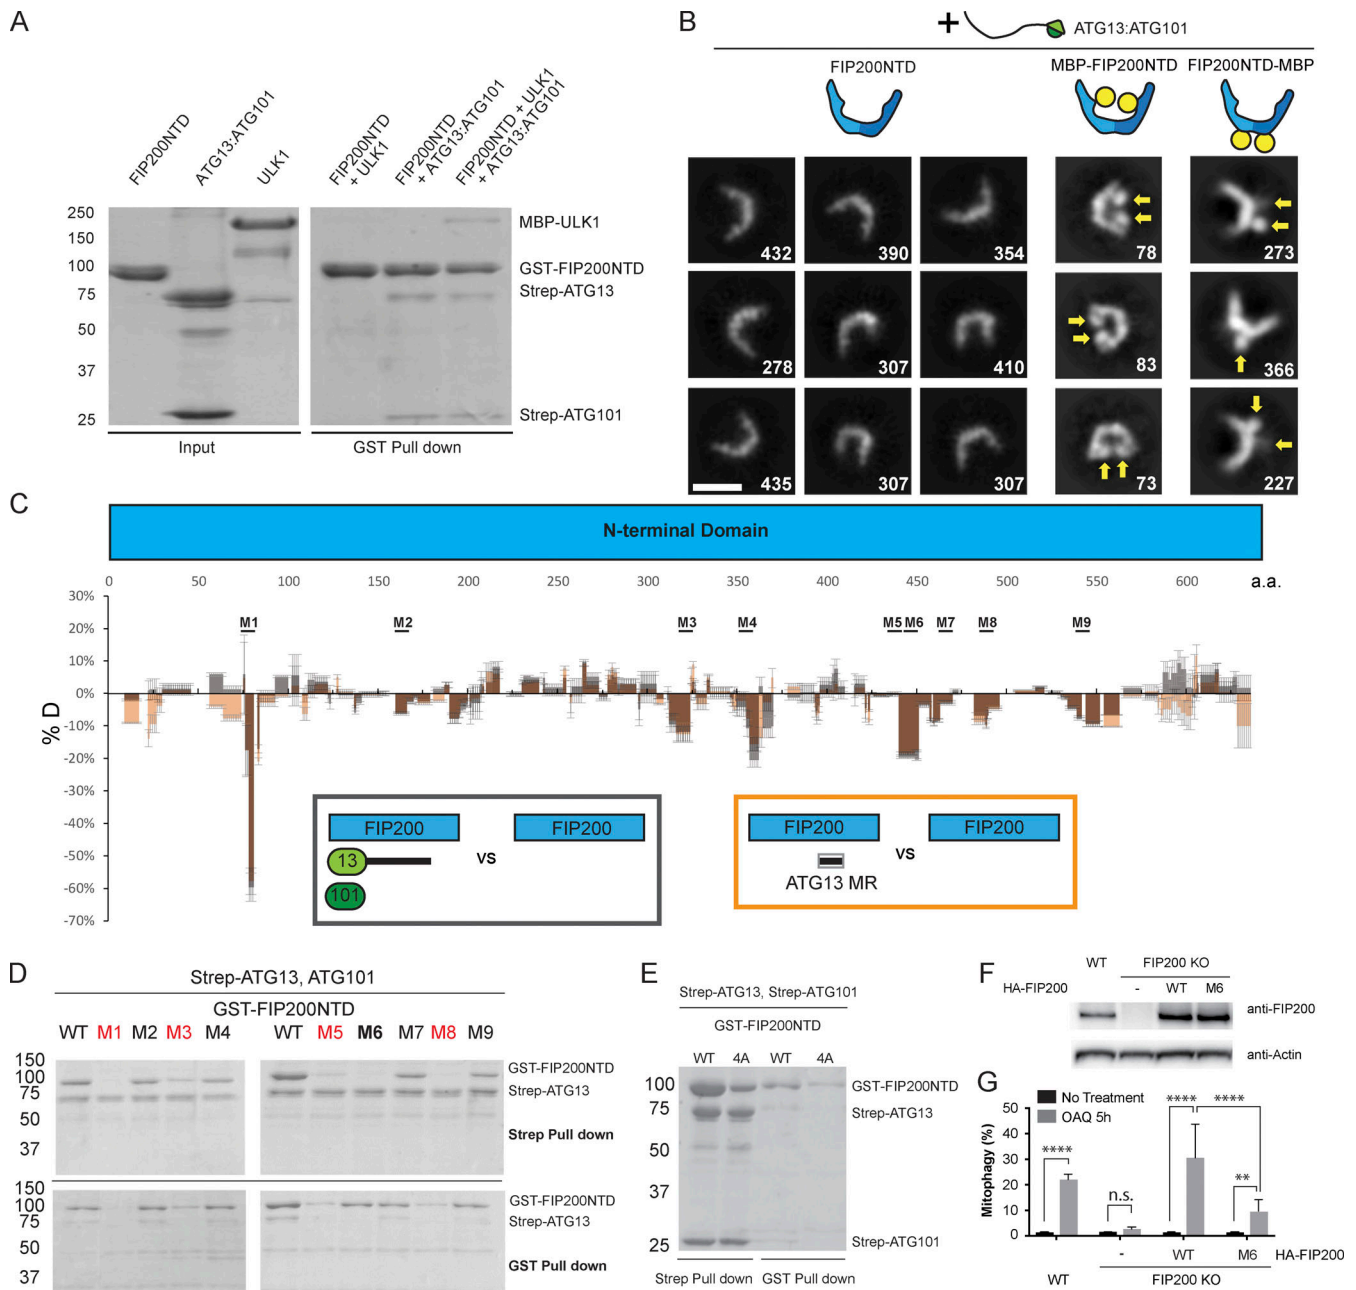 A
FIP200NTD
ATG13:ATG101
ULK1
FIP200NTD
+ ULK1
FIP200NTD
+ ATG13:ATG101
FIP200NTD + ULK1
+ ATG13:ATG101
250
150
100
75
50
37
25
MBP-ULK1
GST-FIP200NTD
Strep-ATG13
Strep-ATG101
Input
GST Pull down
B
+
ATG13:ATG101
FIP200NTD
MBP-FIP200NTD
FIP200NTD-MBP
432
390
354
78
273
278
307
410
83
366
435
307
307
73
227
C
N-terminal Domain
0
50
100
150
200
250
300
350
400
450
500
550
600
a.a.
30%
20%
10%
0%
-10%
-20%
-30%
-40%
-50%
-60%
-70%
% D
M1
M2
M3
M4
M5
M6
M7
M8
M9
FIP200
13
101
vs
FIP200
FIP200
ATG13 MR
vs
FIP200
D
Strep-ATG13, ATG101
GST-FIP200NTD
WT M1 M2 M3 M4
WT M5 M6 M7 M8 M9
150
100
75
50
37
GST-FIP200NTD
Strep-ATG13
Strep Pull down
150
100
75
50
37
GST-FIP200NTD
Strep-ATG13
GST Pull down
E
Strep-ATG13, Strep-ATG101
GST-FIP200NTD
WT 4A WT 4A
100
75
50
37
25
GST-FIP200NTD
Strep-ATG13
Strep-ATG101
Strep Pull down
GST Pull down
F
WT
FIP200 KO
HA-FIP200
-
WT
M6
anti-FIP200
anti-Actin
G
No Treatment
OAQ 5h
Mitophagy (%)
50
40
30
20
10
0
****
n.s.
****
****
**
-
WT
M6
HA-FIP200
WT
FIP200 KO